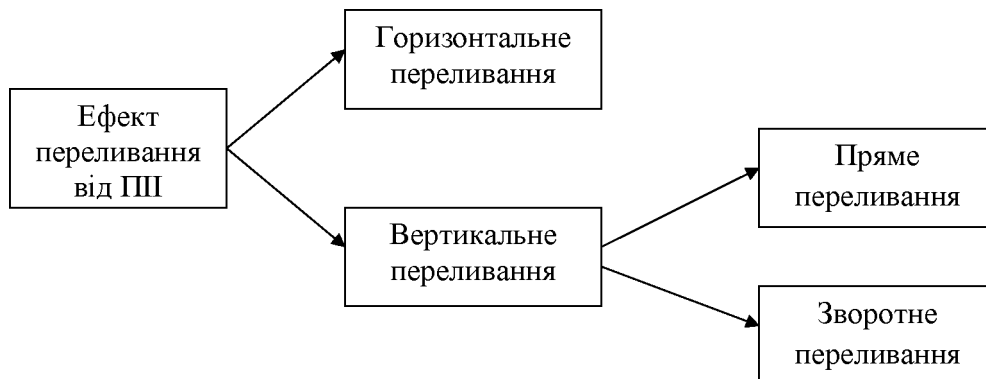 Ефект
переливання
від ПІІ
Горизонтальне
переливання
Вертикальне
переливання
Пряме
переливання
Зворотне
переливання